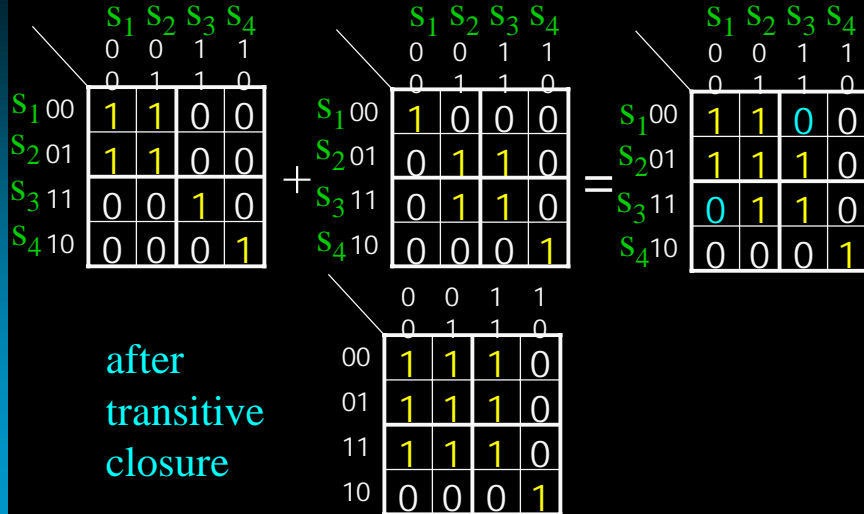 s1 s2 s3 s4
0 0 1 1
0 1 1 0
s1 00 1 1 0 0
s2 01 1 1 0 0
s3 11 0 0 1 0
s4 10 0 0 0 1
+
s1 s2 s3 s4
0 0 1 1
0 1 1 0
s1 00 1 0 0 0
s2 01 0 1 1 0
s3 11 0 1 1 0
s4 10 0 0 0 1
=
s1 s2 s3 s4
0 0 1 1
0 1 1 0
s1 00 1 1 0 0
s2 01 1 1 1 0
s3 11 0 1 1 0
s4 10 0 0 0 1
after
transitive
closure
0 0 1 1
0 1 1 0
00 1 1 1 0
01 1 1 1 0
11 1 1 1 0
10 0 0 0 1